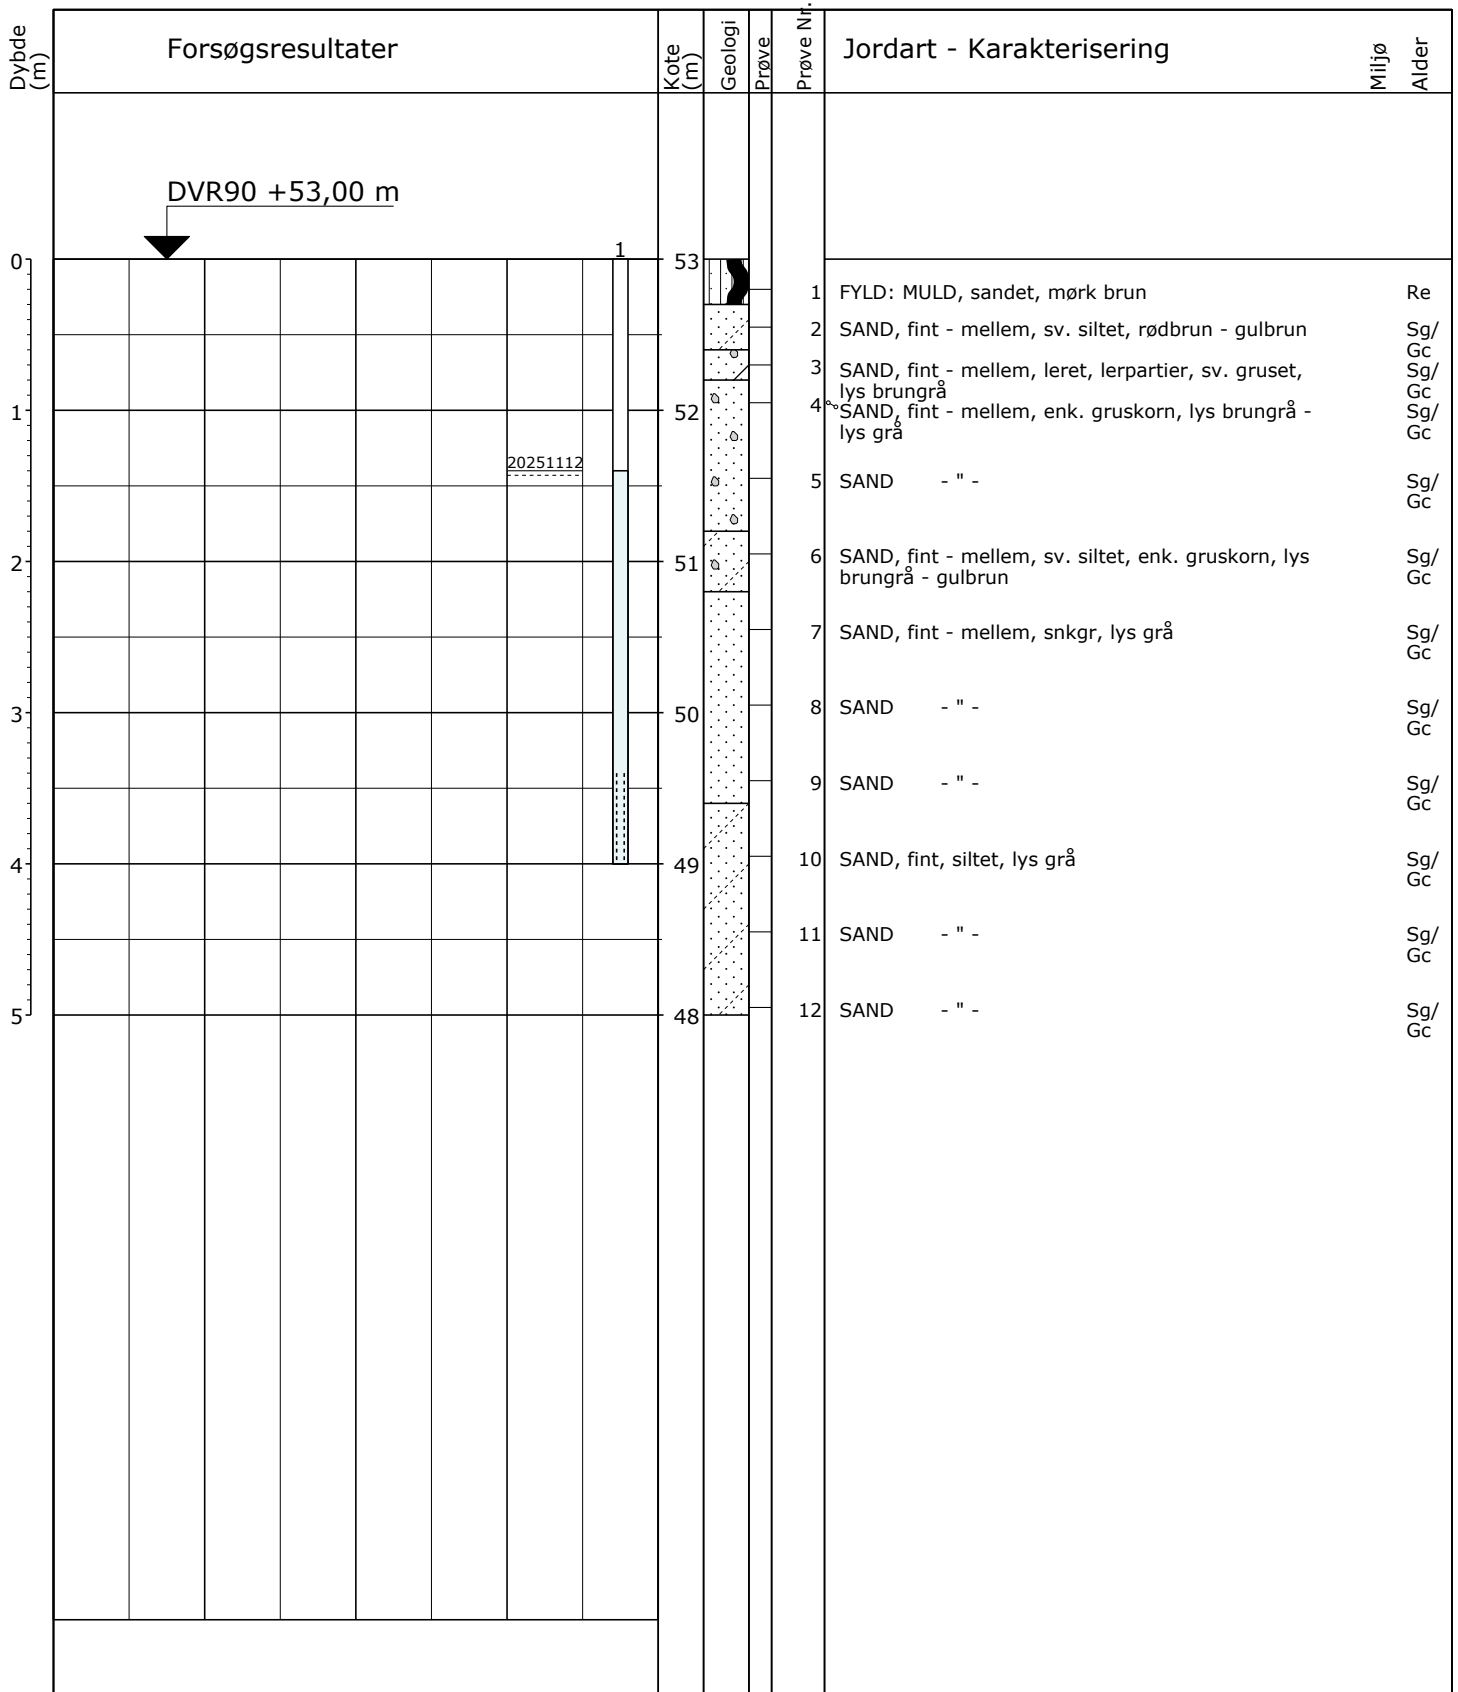 Dybde
(m)
Forsøgsresultater
Kote
(m)
Geologi
Prøve
Prøve Nr.
Jordart - Karakterisering
Miljø
Alder
DVR90 +53,00 m
1
0
53
1 FYLD: MULD, sandet, mørk brun Re
2 SAND, fint - mellem, sv. siltet, rødbrun - gulbrun Sg/
Gc
3 SAND, fint - mellem, leret, lerpartier, sv. gruset, Sg/
lys brungrå Gc
1
52
4 SAND, fint - mellem, enk. gruskorn, lys brungrå - Sg/
lys grå Gc
20251112
5 SAND - " - Sg/
Gc
2
51
6 SAND, fint - mellem, sv. siltet, enk. gruskorn, lys Sg/
brungrå - gulbrun Gc
7 SAND, fint - mellem, snkgr, lys grå Sg/
Gc
3
50
8 SAND - " - Sg/
Gc
9 SAND - " - Sg/
Gc
4
49
10 SAND, fint, siltet, lys grå Sg/
Gc
11 SAND - " - Sg/
Gc
5
48
12 SAND - " - Sg/
Gc